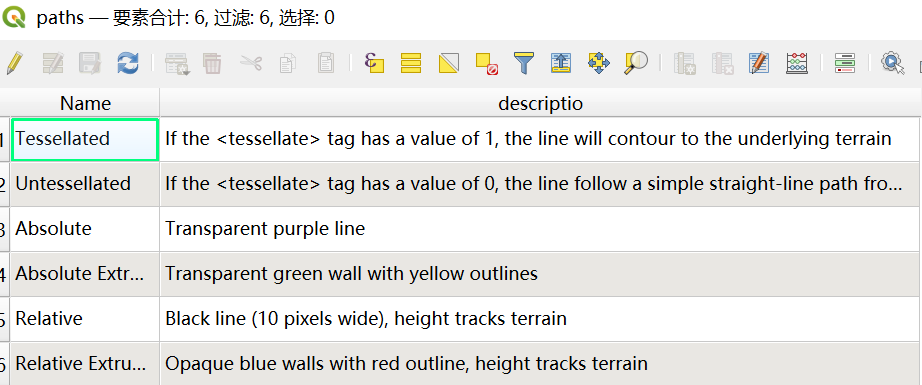 paths — 要素合计: 6, 过滤: 6, 选择: 0
Name descriptio
1 Tessellated If the <tessellate> tag has a value of 1, the line will contour to the underlying terrain
2 Untessellated If the <tessellate> tag has a value of 0, the line follow a simple straight-line path fro...
3 Absolute Transparent purple line
4 Absolute Extr... Transparent green wall with yellow outlines
5 Relative Black line (10 pixels wide), height tracks terrain
6 Relative Extru... Opaque blue walls with red outline, height tracks terrain